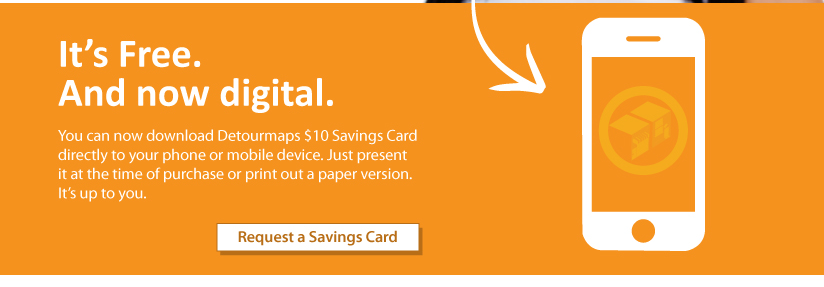 It’s Free.
And now digital.
You can now download Detourmaps $10 Savings Card
directly to your phone or mobile device. Just present
it at the time of purchase or print out a paper version.
It’s up to you.
Request a Savings Card